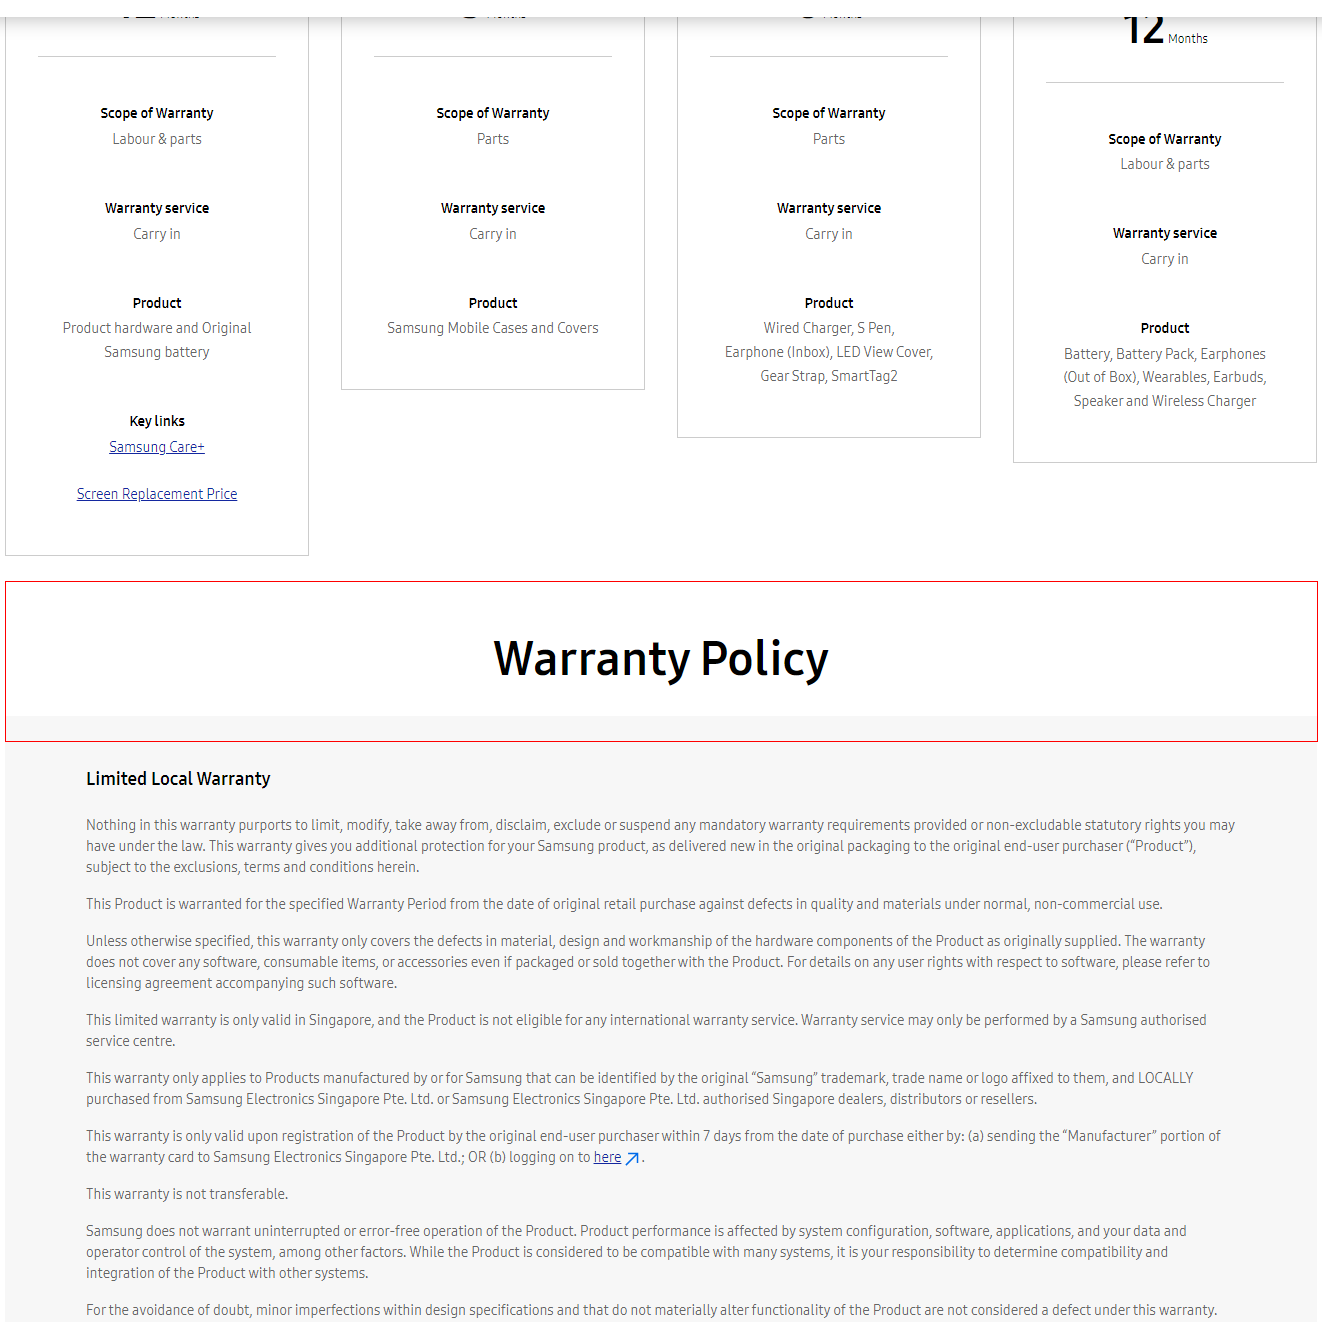 12 Months
Scope of Warranty
Labour & parts
Warranty service
Carry in
Product
Product hardware and Original
Samsung battery
Key links
Samsung Care+
Screen Replacement Price
Scope of Warranty
Parts
Warranty service
Carry in
Product
Samsung Mobile Cases and Covers
Scope of Warranty
Parts
Warranty service
Carry in
Product
Wired Charger, S Pen,
Earphone (Inbox), LED View Cover,
Gear Strap, SmartTag2
Scope of Warranty
Labour & parts
Warranty service
Carry in
Product
Battery, Battery Pack, Earphones
(Out of Box), Wearables, Earbuds,
Speaker and Wireless Charger
Warranty Policy
Limited Local Warranty
Nothing in this warranty purports to limit, modify, take away from, disclaim, exclude or suspend any mandatory warranty requirements provided or non-excludable statutory rights you may
have under the law. This warranty gives you additional protection for your Samsung product, as delivered new in the original packaging to the original end-user purchaser (“Product”),
subject to the exclusions, terms and conditions herein.
This Product is warranted for the specified Warranty Period from the date of original retail purchase against defects in quality and materials under normal, non-commercial use.
Unless otherwise specified, this warranty only covers the defects in material, design and workmanship of the hardware components of the Product as originally supplied. The warranty
does not cover any software, consumable items, or accessories even if packaged or sold together with the Product. For details on any user rights with respect to software, please refer to
licensing agreement accompanying such software.
This limited warranty is only valid in Singapore, and the Product is not eligible for any international warranty service. Warranty service may only be performed by a Samsung authorised
service centre.
This warranty only applies to Products manufactured by or for Samsung that can be identified by the original “Samsung” trademark, trade name or logo affixed to them, and LOCALLY
purchased from Samsung Electronics Singapore Pte. Ltd. or Samsung Electronics Singapore Pte. Ltd. authorised Singapore dealers, distributors or resellers.
This warranty is only valid upon registration of the Product by the original end-user purchaser within 7 days from the date of purchase either by: (a) sending the “Manufacturer” portion of
the warranty card to Samsung Electronics Singapore Pte. Ltd.; OR (b) logging on to here.
This warranty is not transferable.
Samsung does not warrant uninterrupted or error-free operation of the Product. Product performance is affected by system configuration, software, applications, and your data and
operator control of the system, among other factors. While the Product is considered to be compatible with many systems, it is your responsibility to determine compatibility and
integration of the Product with other systems.
For the avoidance of doubt, minor imperfections within design specifications and that do not materially alter functionality of the Product are not considered a defect under this warranty.